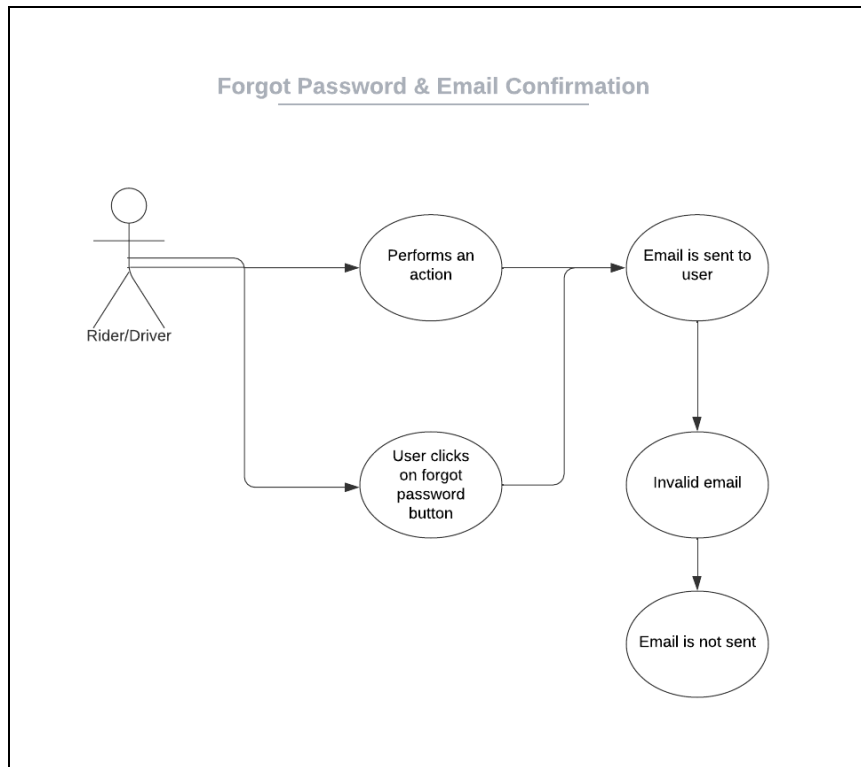 Forgot Password & Email Confirmation
Performs an
action
Email is sent to
user
Rider/Driver
User clicks
on forgot
password
button
Invalid email
Email is not sent